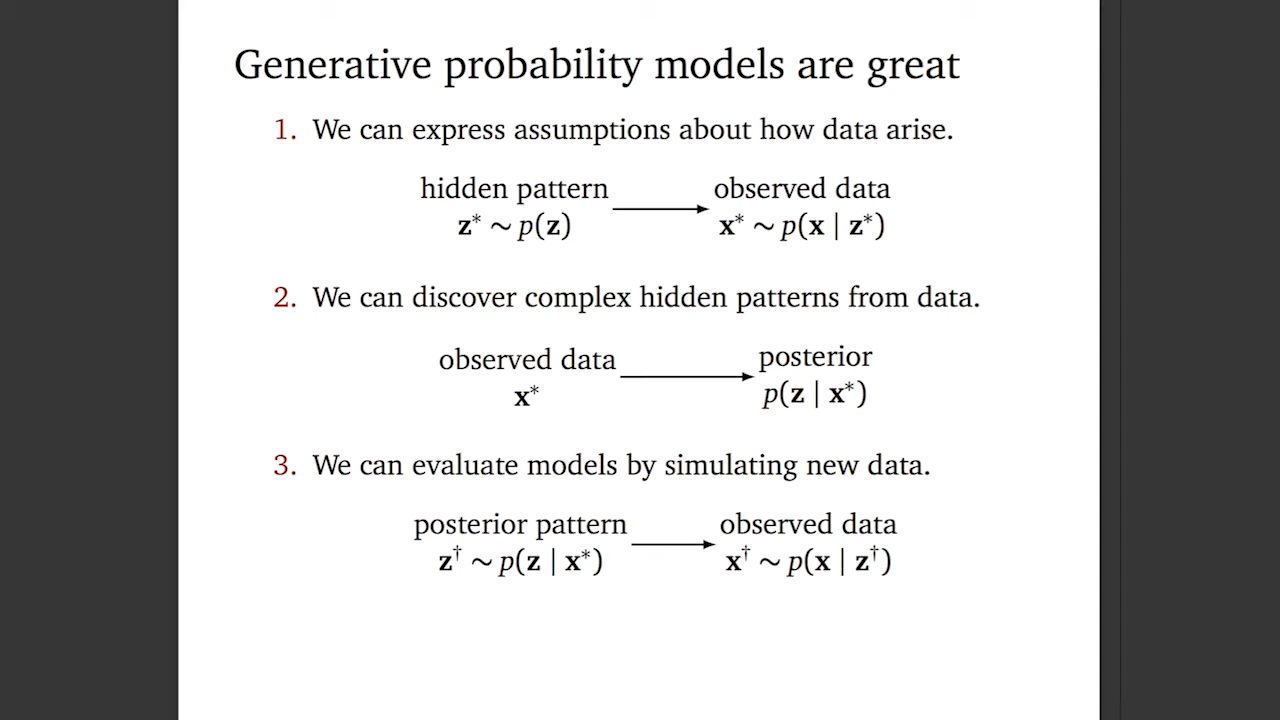 Generative probability models are great
1. We can express assumptions about how data arise.
hidden pattern observed data
z* ∼ p(z) x* ∼ p(x | z*)
2. We can discover complex hidden patterns from data.
observed data posterior
x* p(z | x*)
3. We can evaluate models by simulating new data.
posterior pattern observed data
z† ∼ p(z | x*) x† ∼ p(x | z†)